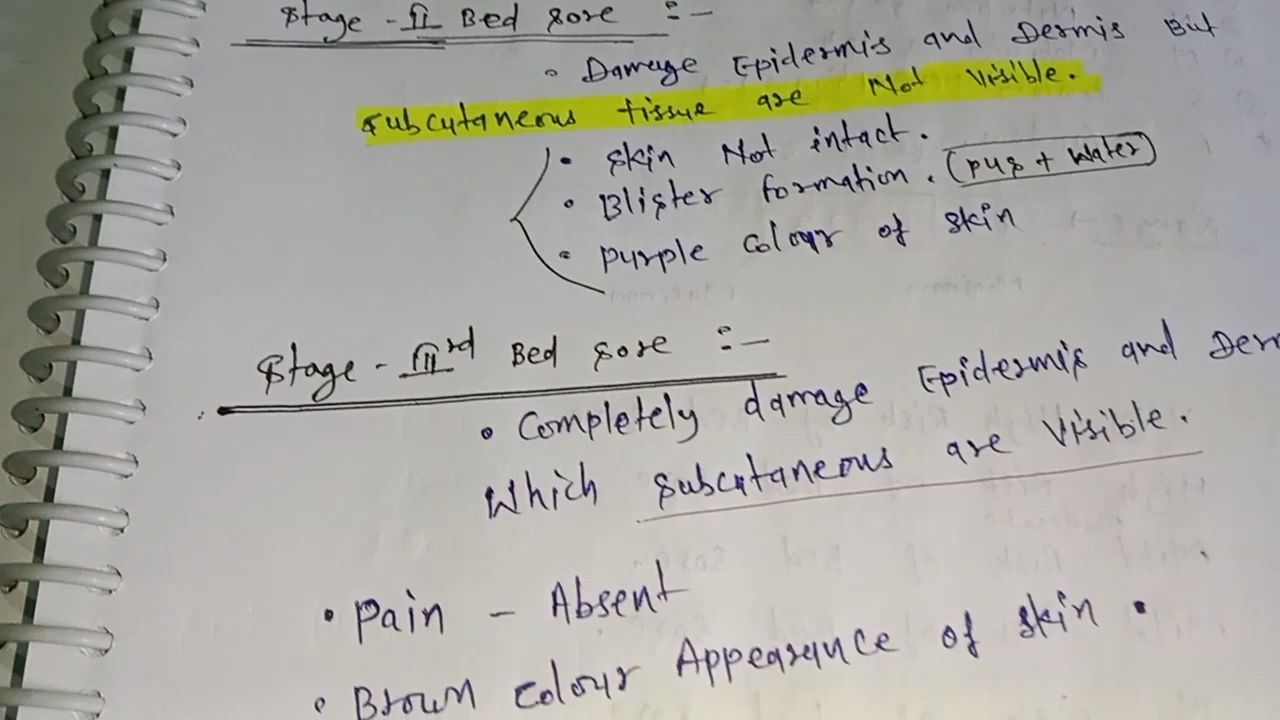 Stage - II Bed Sore :-
• Damage Epidermis and Dermis But
Subcutaneous tissue are Not Visible.
• Skin Not intact.
• Blister formation. (pus + Water)
• Purple Colour of skin
Stage - IIIrd Bed Sore :-
• Completely damage Epidermis and Derm
Which Subcutaneous are Visible.
• Pain - Absent
• Brown Colour Appearance of skin •